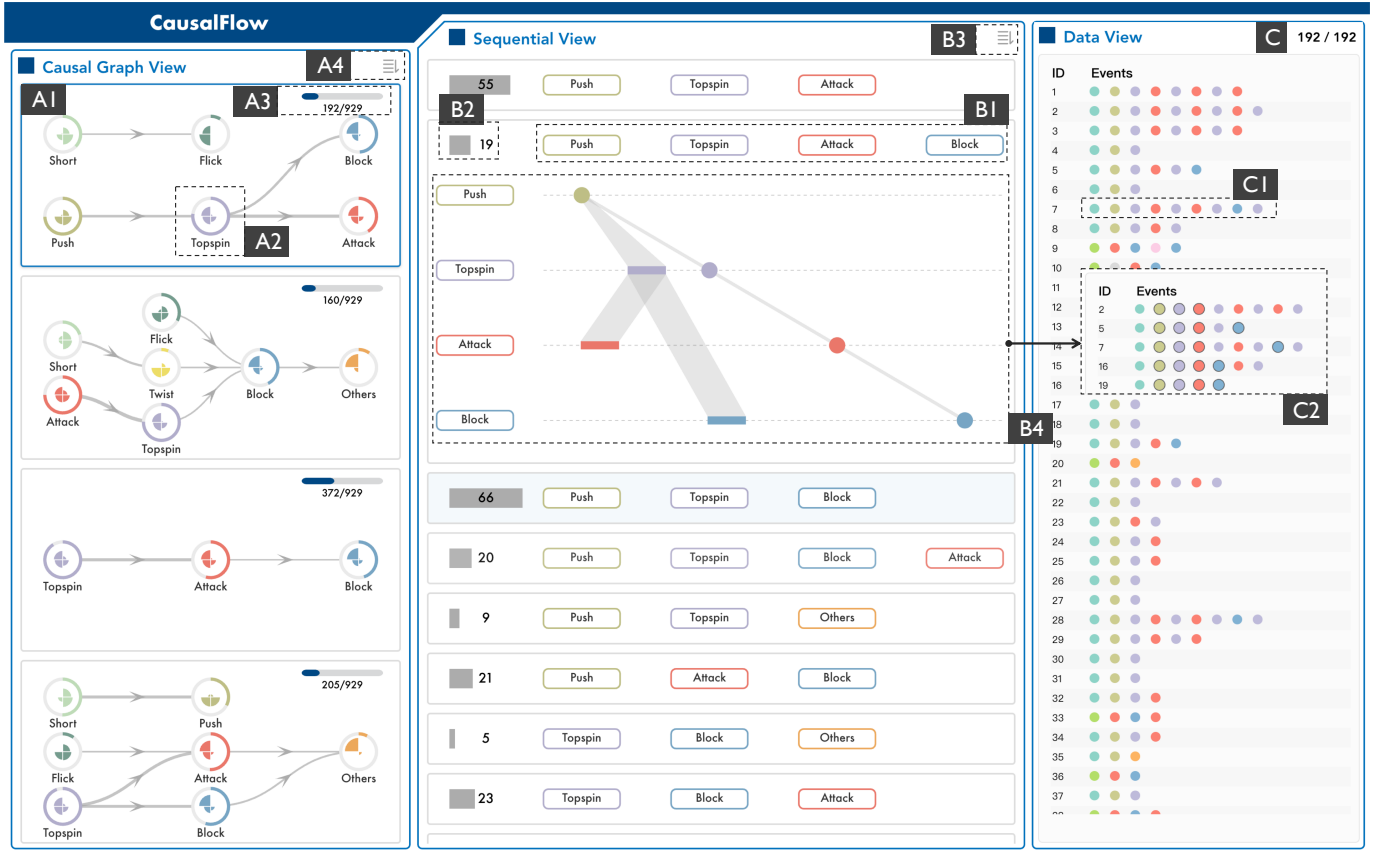 CausalFlow
Causal Graph View
A4
A1
A3
192/929
Short
Flick
Block
Push
Topspin
Attack
A2
160/929
Flick
Short
Twist
Block
Others
Attack
Topspin
372/929
Topspin
Attack
Block
205/929
Short
Push
Flick
Attack
Others
Topspin
Block
Sequential View
B3
55 Push Topspin Attack
B2
B1
19 Push Topspin Attack Block
Push
Topspin
Attack
Block
B4
66 Push Topspin Block
20 Push Topspin Block Attack
9 Push Topspin Others
21 Push Attack Block
5 Topspin Block Others
23 Topspin Block Attack
Data View
C
192 / 192
ID Events
1
2
3
4
5
6
C1
7
8
9
10
11
12
13
14
15
16
ID Events
2
5
7
16
19
C2
17
18
19
20
21
22
23
24
25
26
27
28
29
30
31
32
33
34
35
36
37